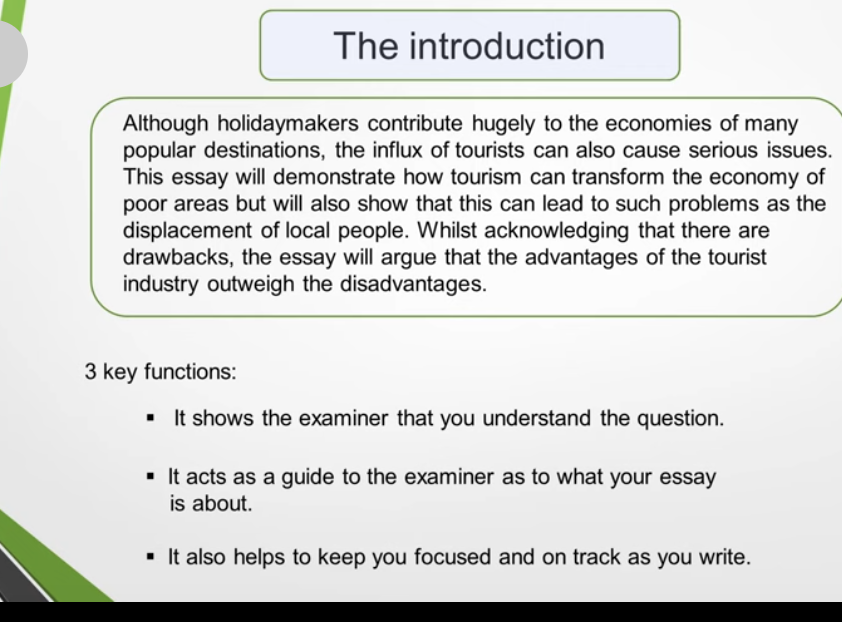 The introduction
Although holidaymakers contribute hugely to the economies of many
popular destinations, the influx of tourists can also cause serious issues.
This essay will demonstrate how tourism can transform the economy of
poor areas but will also show that this can lead to such problems as the
displacement of local people. Whilst acknowledging that there are
drawbacks, the essay will argue that the advantages of the tourist
industry outweigh the disadvantages.
3 key functions:
▪ It shows the examiner that you understand the question.
▪ It acts as a guide to the examiner as to what your essay
is about.
▪ It also helps to keep you focused and on track as you write.